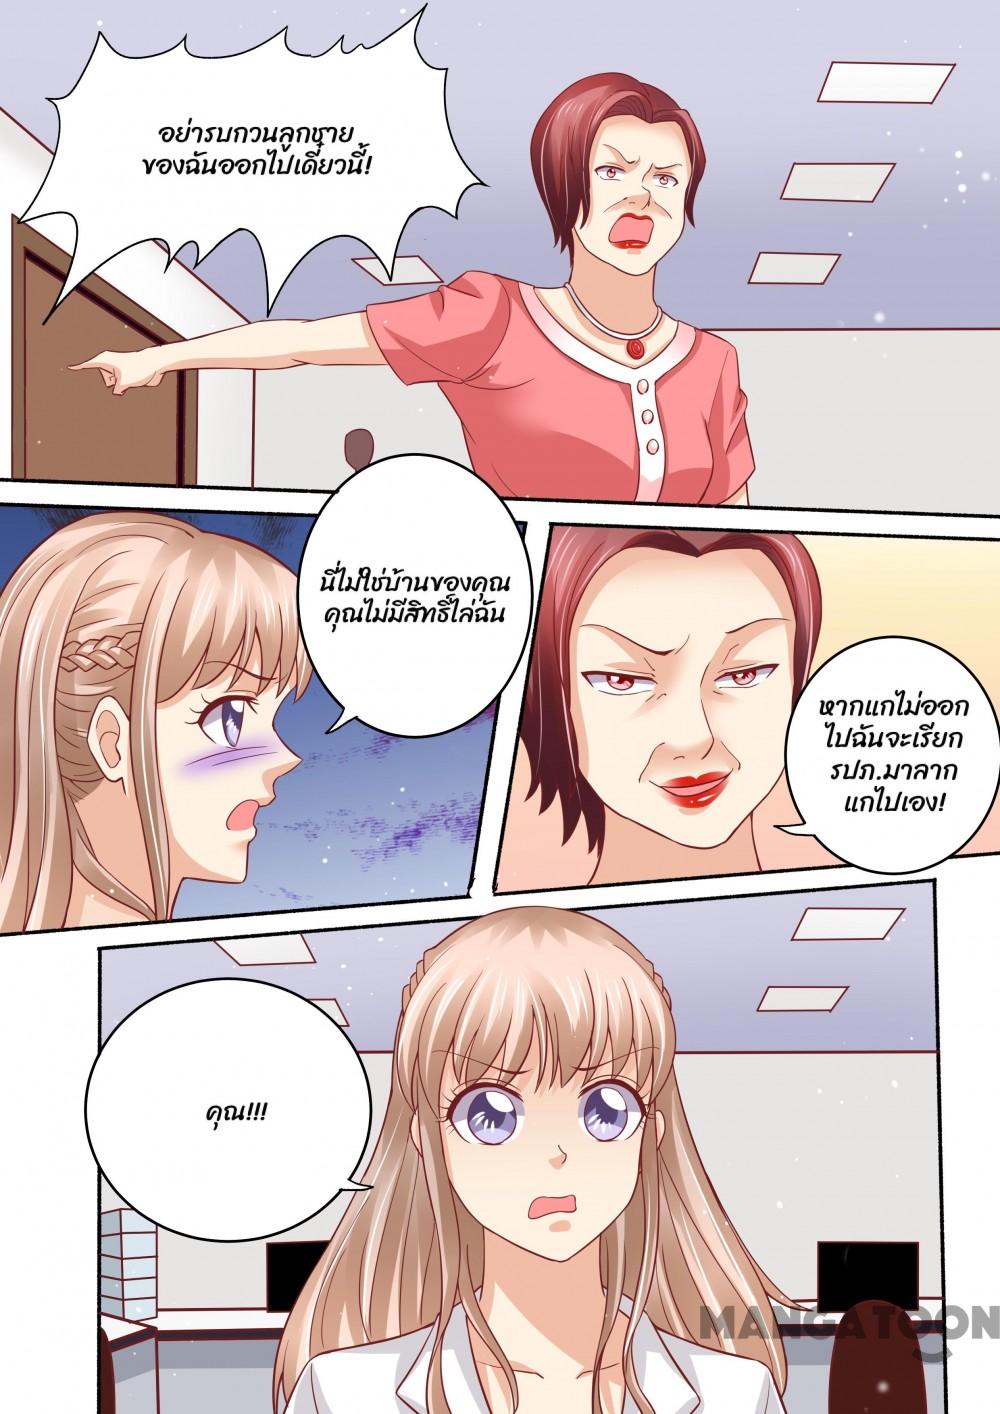 อย่ารบกวนลูกชาย
ของฉันออกไปเดี๋ยวนี้!
นี่ไม่ใช่บ้านของคุณ
คุณไม่มีสิทธิ์ไล่ฉัน
หากแกไม่ออก
ไปฉันจะเรียก
รปภ.มาลาก
แกไปเอง!
คุณ!!!
MANGATOON